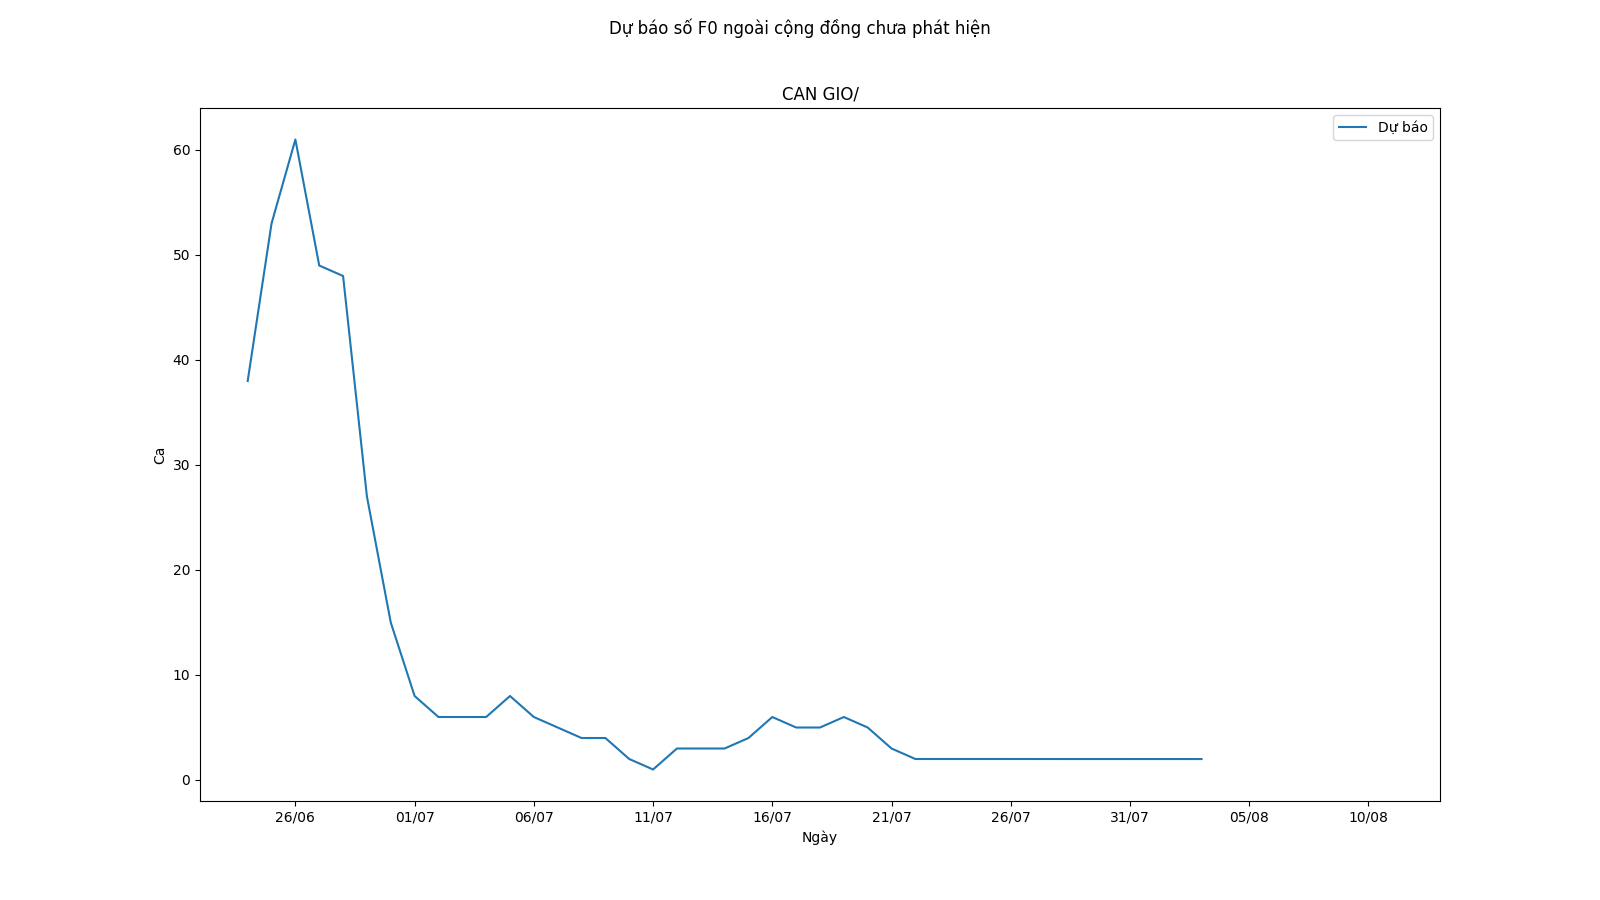 Dự báo số F0 ngoài cộng đồng chưa phát hiện
CAN GIO/
Dự báo
60
50
40
30
20
10
0
Ca
26/06 01/07 06/07 11/07 16/07 21/07 26/07 31/07 05/08 10/08
Ngày